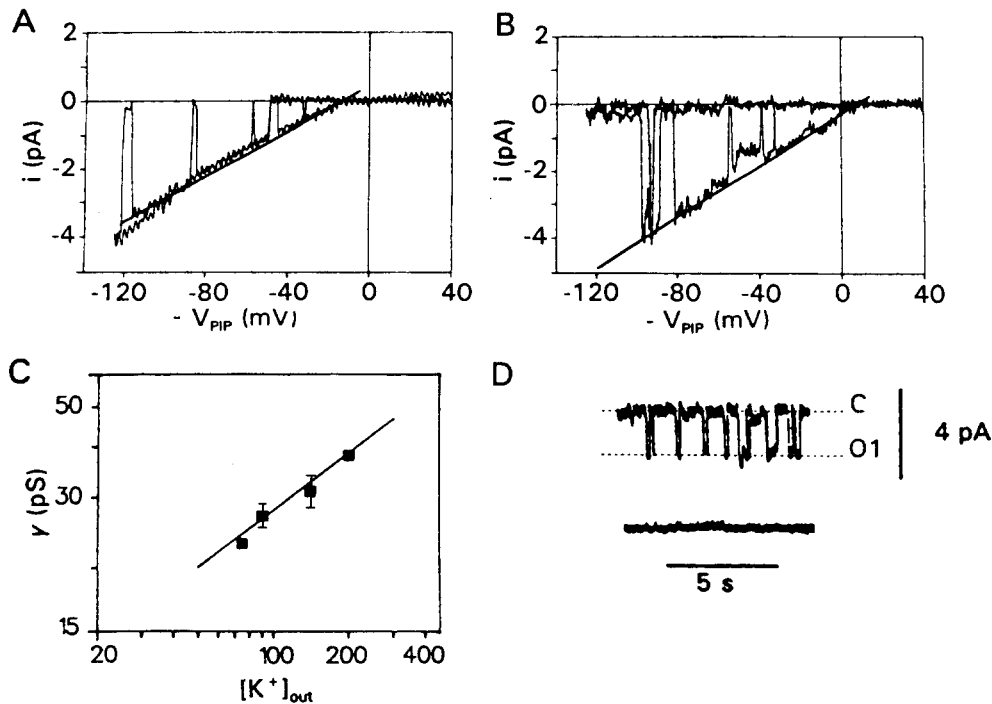 A
B
2
0
-2
-4
i (pA)
-120 -80 -40 0 40
- V_PIP (mV)
2
0
-2
-4
i (pA)
-120 -80 -40 0 40
- V_PIP (mV)
C
D
50
30
15
γ (pS)
20 100 200 400
[K⁺]out
C
O1
4 pA
5 s